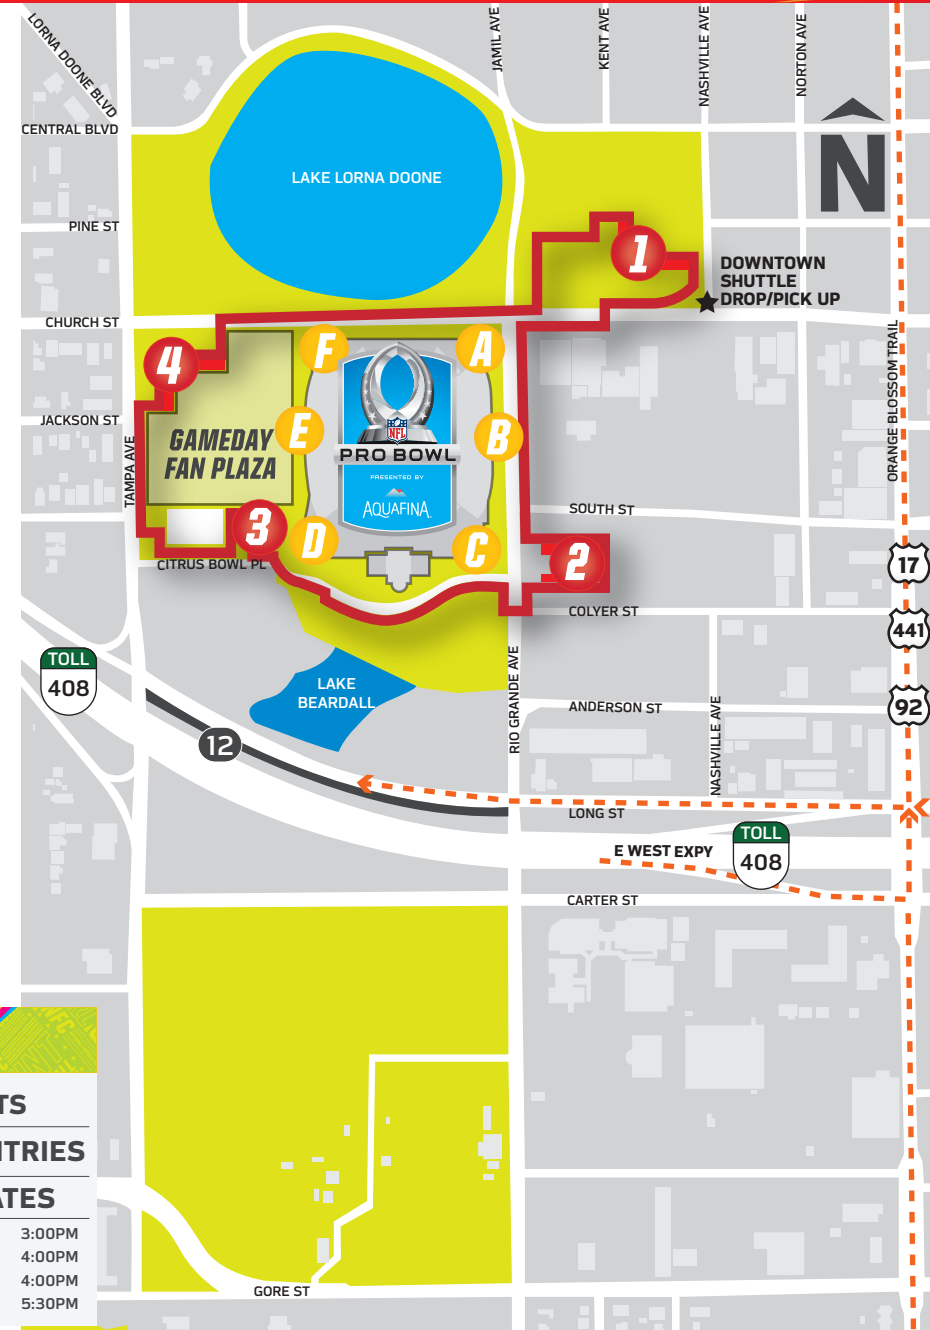 LORNA DOONE BLVD
JAMIL AVE
KENT AVE
NASHVILLE AVE
NORTON AVE
CENTRAL BLVD
N
LAKE LORNA DOONE
PINE ST
1
DOWNTOWN
SHUTTLE
DROP/PICK UP
CHURCH ST
F
A
4
ORANGE BLOSSOM TRAIL
JACKSON ST
TAMPA AVE
GAMEDAY
FAN PLAZA
E
B
NFL
PRO BOWL
PRESENTED BY
AQUAFINA
SOUTH ST
3
D
C
2
CITRUS BOWL PL
17
COLYER ST
441
TOLL
408
LAKE
BEARDALL
RIO GRANDE AVE
ANDERSON ST
NASHVILLE AVE
92
12
LONG ST
E WEST EXPY
TOLL
408
CARTER ST
TS
NTRIES
ATES
3:00PM
4:00PM
4:00PM
5:30PM
GORE ST